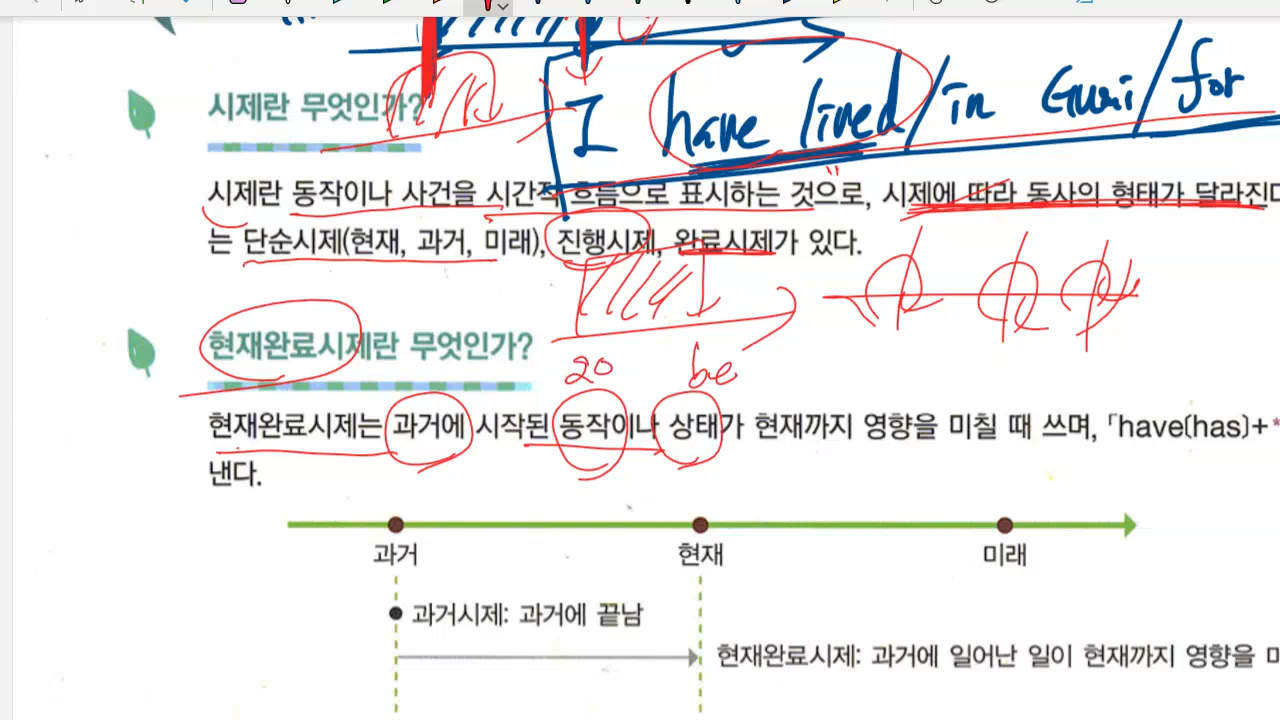 시제란 무엇인가?
I have lived/in Guri/for
시제란 동작이나 사건을 시간적 흐름으로 표시하는 것으로, 시제에 따라 동사의 형태가 달라진다
는 단순시제(현재, 과거, 미래), 진행시제, 완료시제가 있다.
현재완료시제란 무엇인가?
be
현재완료시제는 과거에 시작된 동작이나 상태가 현재까지 영향을 미칠 때 쓰며, 「have(has)+*
낸다.
과거 현재 미래
● 과거시제: 과거에 끝남
현재완료시제: 과거에 일어난 일이 현재까지 영향을